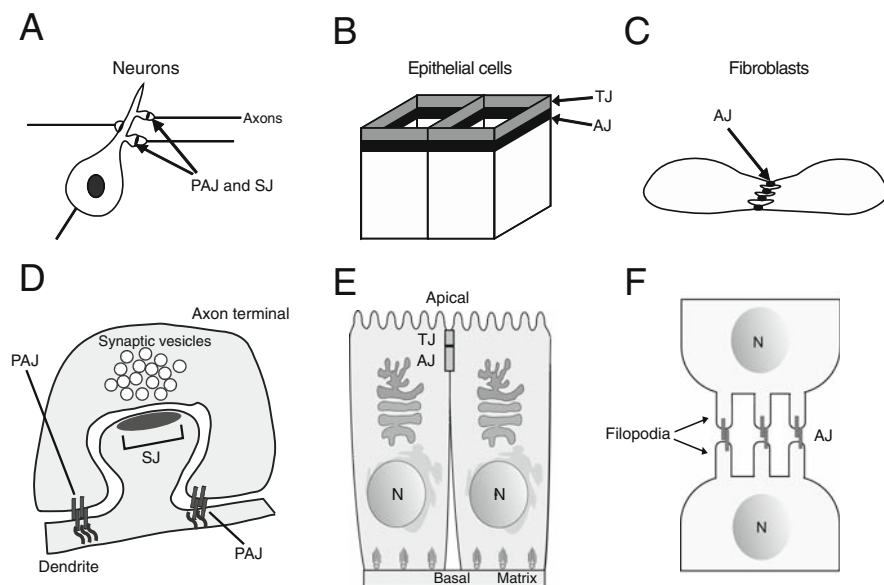 A
Neurons
Axons
PAJ and SJ
B
Epithelial cells
TJ
AJ
C
Fibroblasts
AJ
D
Axon terminal
Synaptic vesicles
PAJ
SJ
PAJ
Dendrite
E
Apical
TJ
AJ
N
N
Basal
Matrix
F
N
Filopodia
AJ
N